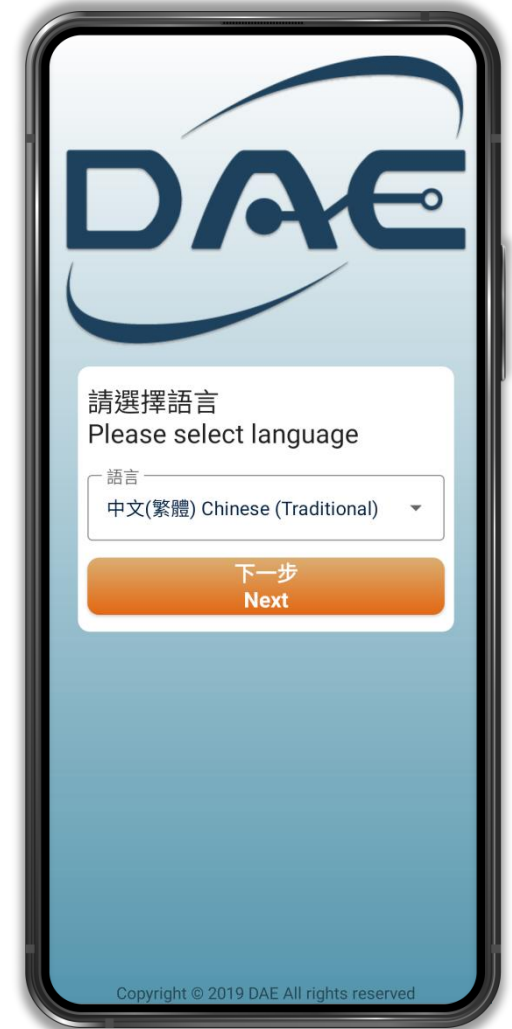 DAE
請選擇語言
Please select language
語言
中文(繁體) Chinese (Traditional)
下一步
Next
Copyright © 2019 DAE All rights reserved